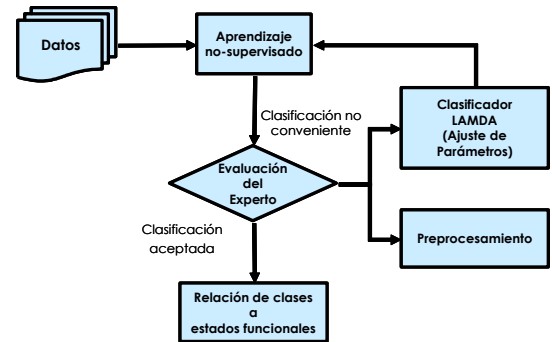 Datos
Aprendizaje
no-supervisado
Clasificación no
conveniente
Clasificador
LAMDA
(Ajuste de
Parámetros)
Evaluación
del
Experto
Clasificación
aceptada
Preprocesamiento
Relación de clases
a
estados funcionales